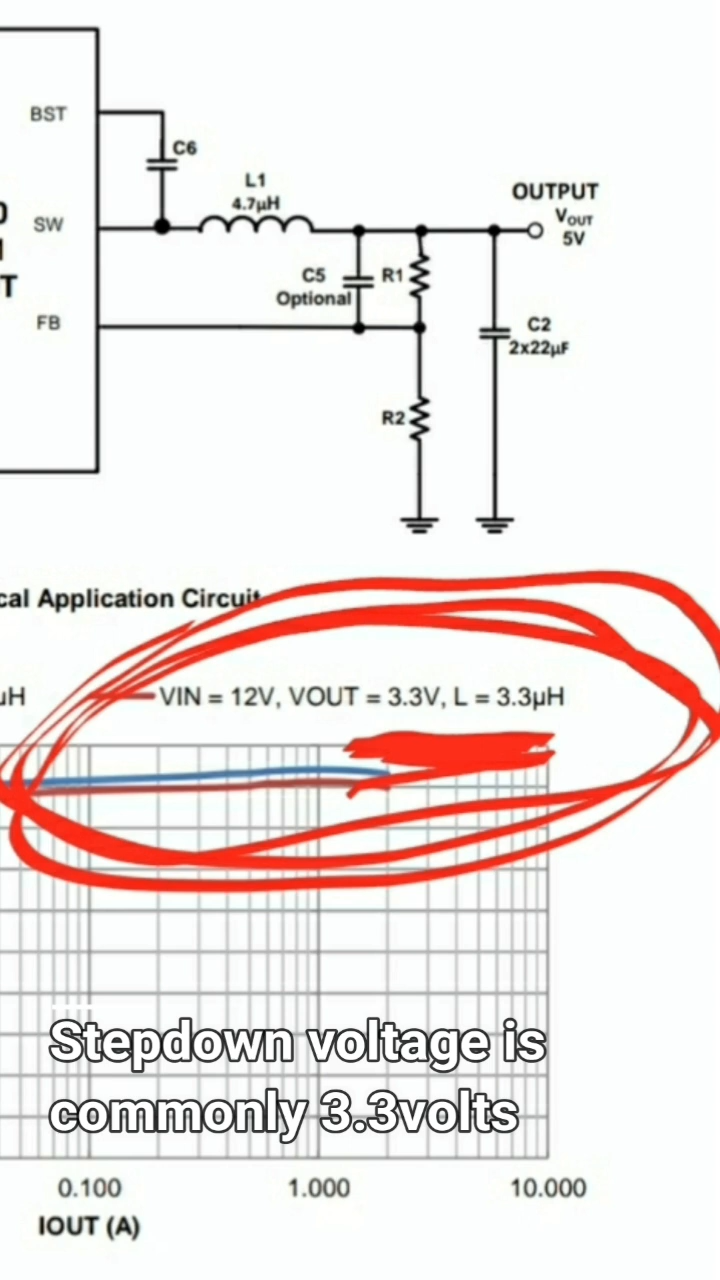 BST
C6
L1
4.7µH
OUTPUT
VOUT
5V
SW
T
C5
Optional
R1
FB
C2
2x22µF
R2
cal Application Circuit
µH
VIN = 12V, VOUT = 3.3V, L = 3.3µH
Stepdown voltage is
commonly 3.3volts
0.100
1.000
10.000
IOUT (A)